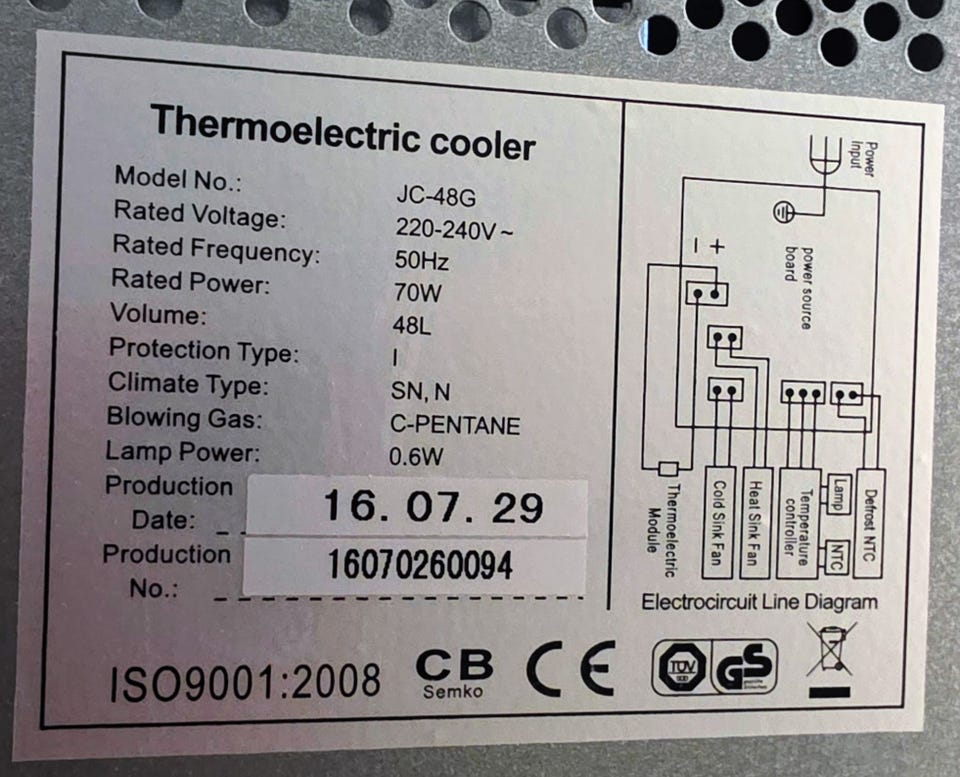 Thermoelectric cooler
Model No.: JC-48G
Rated Voltage: 220-240V~
Rated Frequency: 50Hz
Rated Power: 70W
Volume: 48L
Protection Type: I
Climate Type: SN, N
Blowing Gas: C-PENTANE
Lamp Power: 0.6W
Production
Date: 16. 07. 29
Production
No.: 16070260094
Power
input
power source
board
− +
Thermoelectric
Module
Cold Sink Fan
Heat Sink Fan
Temperature
controller
Lamp
NTC
Defrost NTC
Electrocircuit Line Diagram
ISO9001:2008
CB
Semko
CE
TÜV
GS
geprüfte
Sicherheit